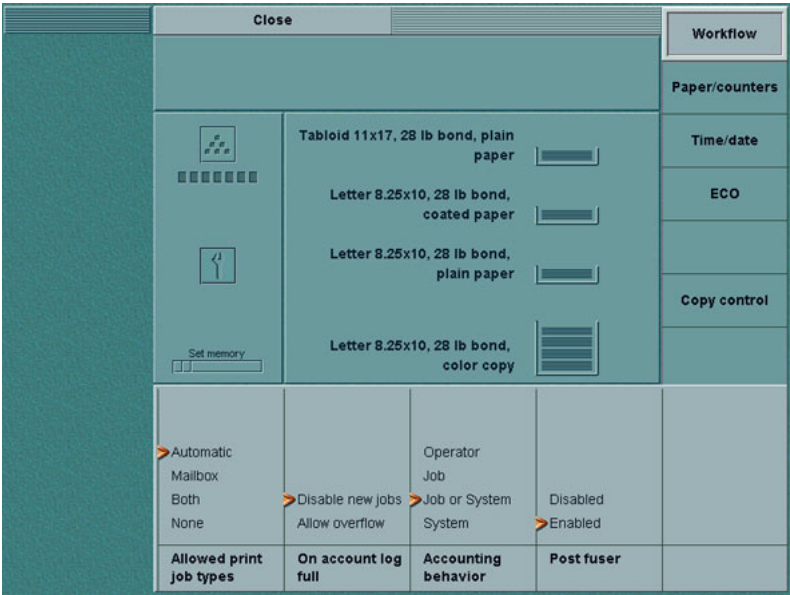 Close
Workflow
Paper/counters
Time/date
ECO
Copy control
Tabloid 11x17, 28 lb bond, plain
paper
Letter 8.25x10, 28 lb bond,
coated paper
Letter 8.25x10, 28 lb bond,
plain paper
Letter 8.25x10, 28 lb bond,
color copy
Set memory
Automatic
Mailbox
Both
None
Allowed print
job types
Disable new jobs
Allow overflow
On account log
full
Operator
Job
Job or System
System
Accounting
behavior
Disabled
Enabled
Post fuser